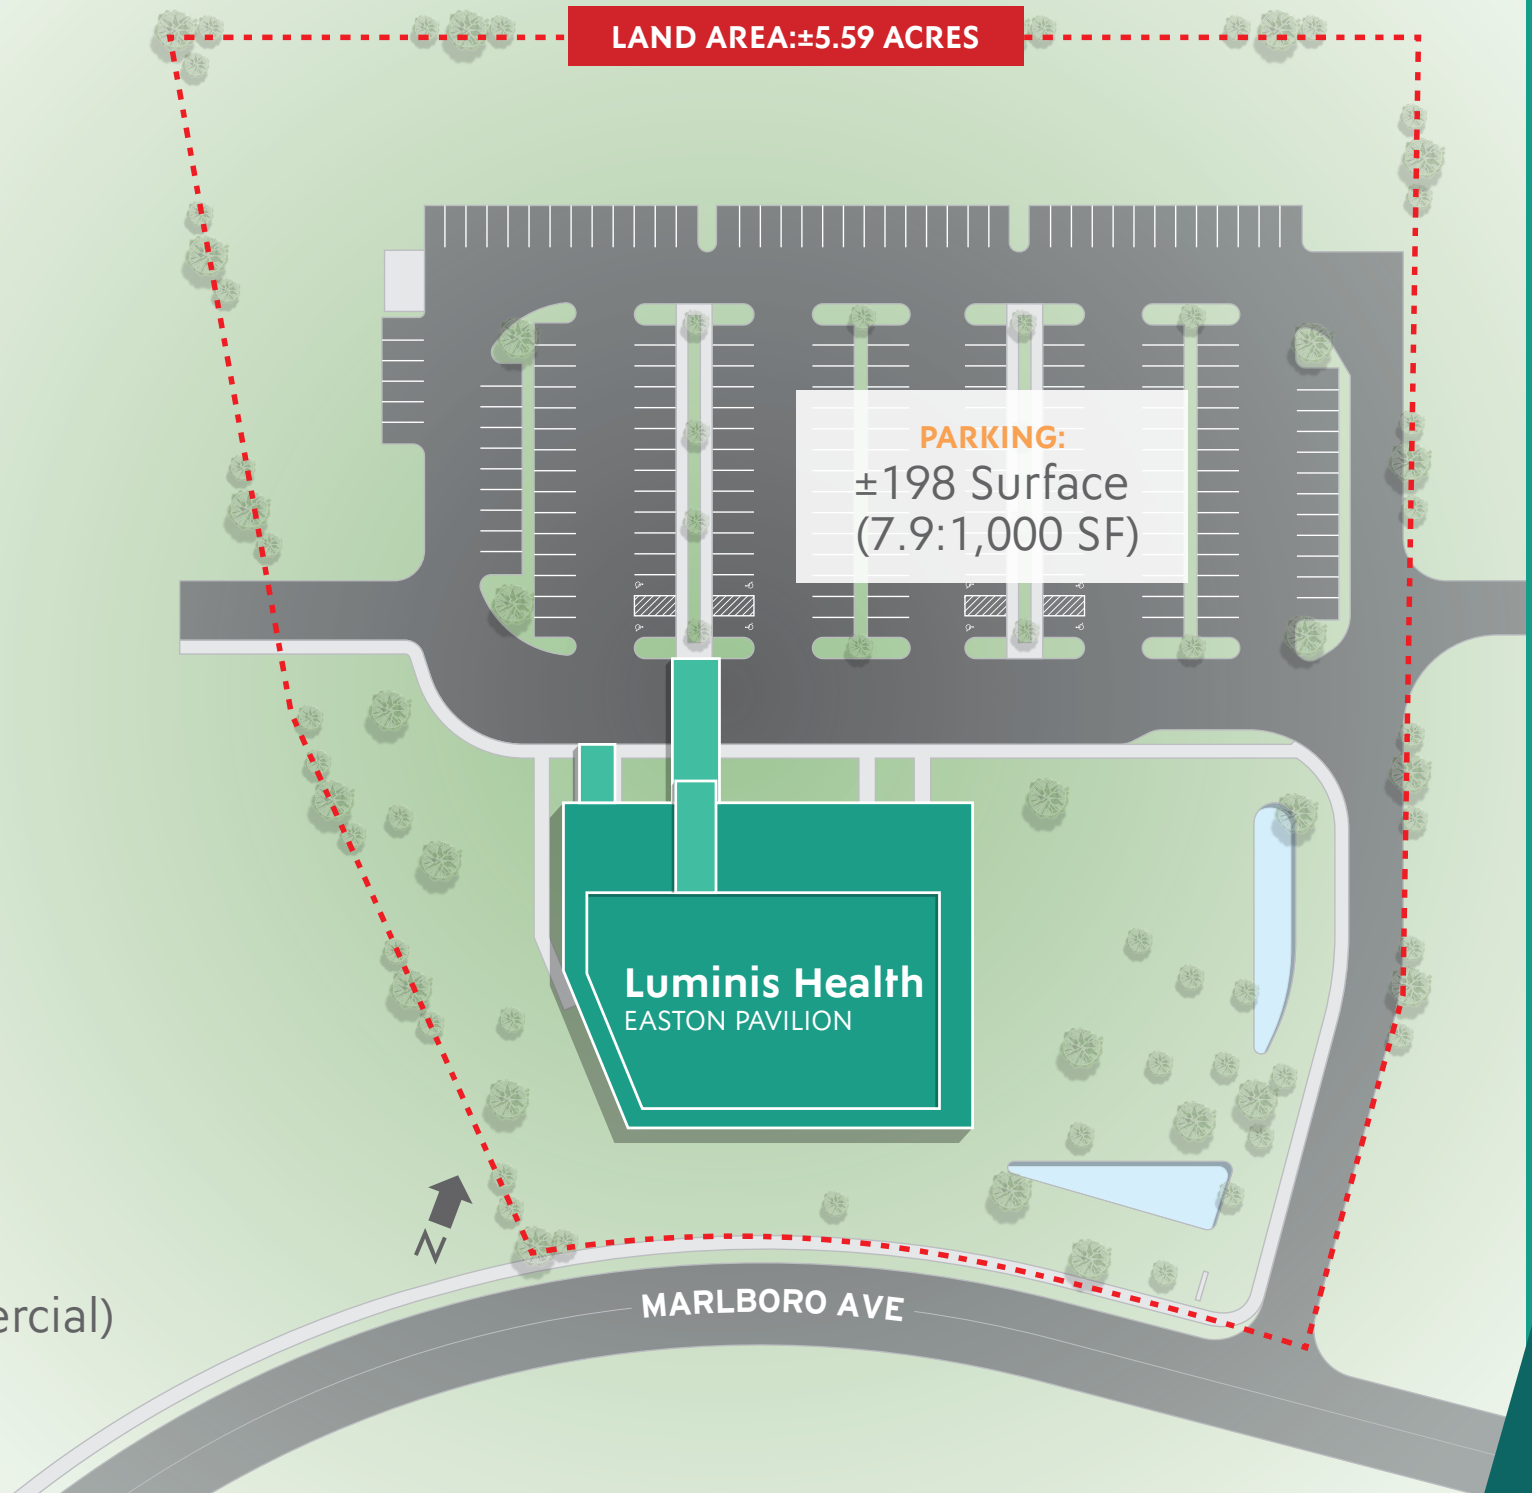 LAND AREA:±5.59 ACRES
PARKING:
±198 Surface
(7.9:1,000 SF)
Luminis Health
EASTON PAVILION
N
MARLBORO AVE
ercial)